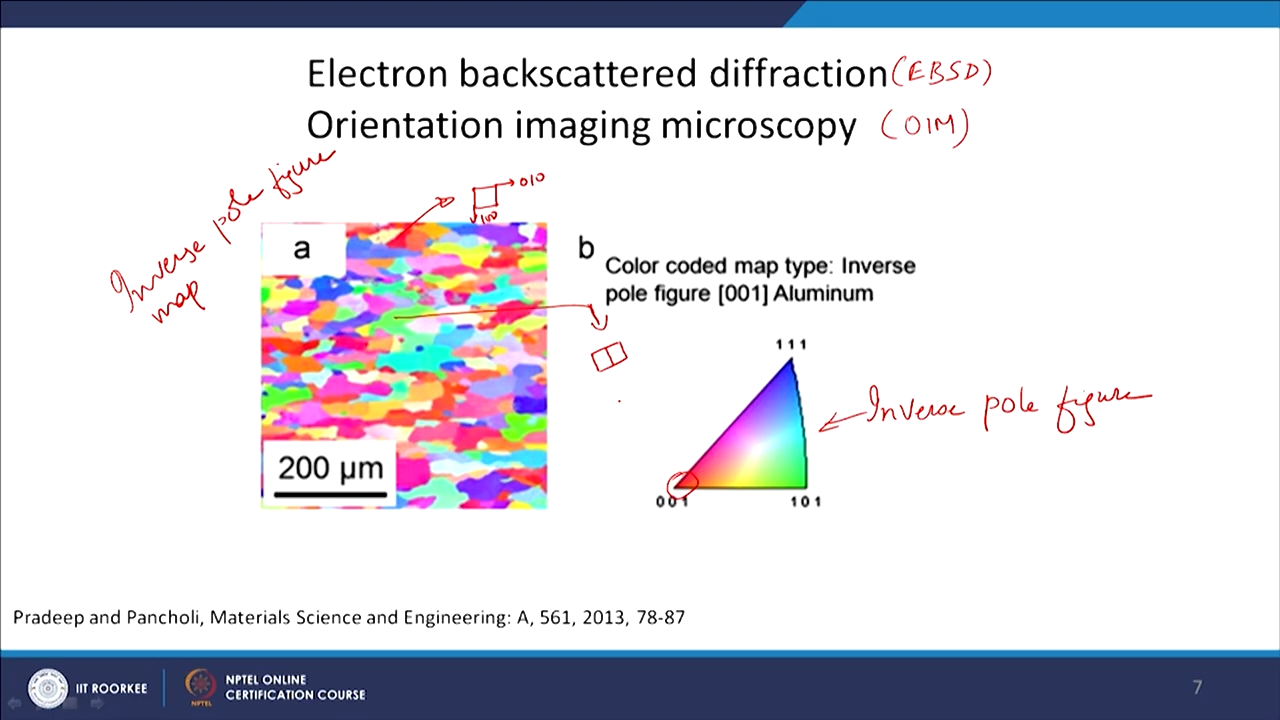 Electron backscattered diffraction (EBSD)
Orientation imaging microscopy (OIM)
Inverse pole figure
map
010
100
a
200 µm
b
Color coded map type: Inverse
pole figure [001] Aluminum
111
001
101
Inverse pole figure
Pradeep and Pancholi, Materials Science and Engineering: A, 561, 2013, 78-87
IIT ROORKEE
NPTEL
NPTEL ONLINE
CERTIFICATION COURSE
7